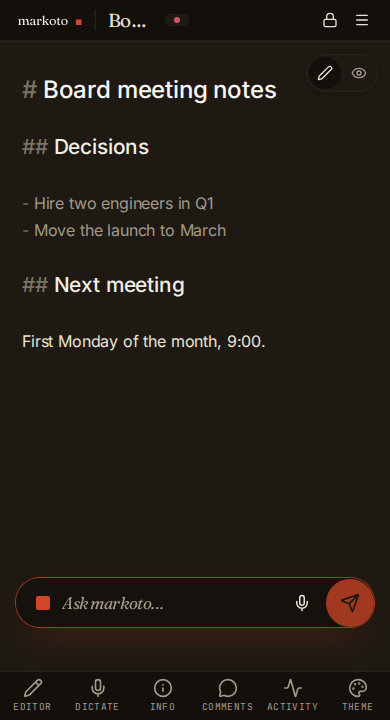 markoto
Bo...
# Board meeting notes
## Decisions
- Hire two engineers in Q1
- Move the launch to March
## Next meeting
First Monday of the month, 9:00.
Ask markoto...
EDITOR DICTATE INFO COMMENTS ACTIVITY THEME